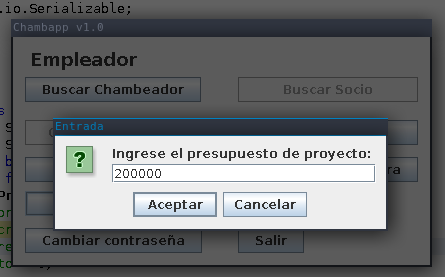 .io.Serializable;
Chambapp v1.0
Empleador
Buscar Chambeador
Buscar Socio
Entrada
?
Ingrese el presupuesto de proyecto:
200000
Aceptar
Cancelar
Cambiar contraseña
Salir